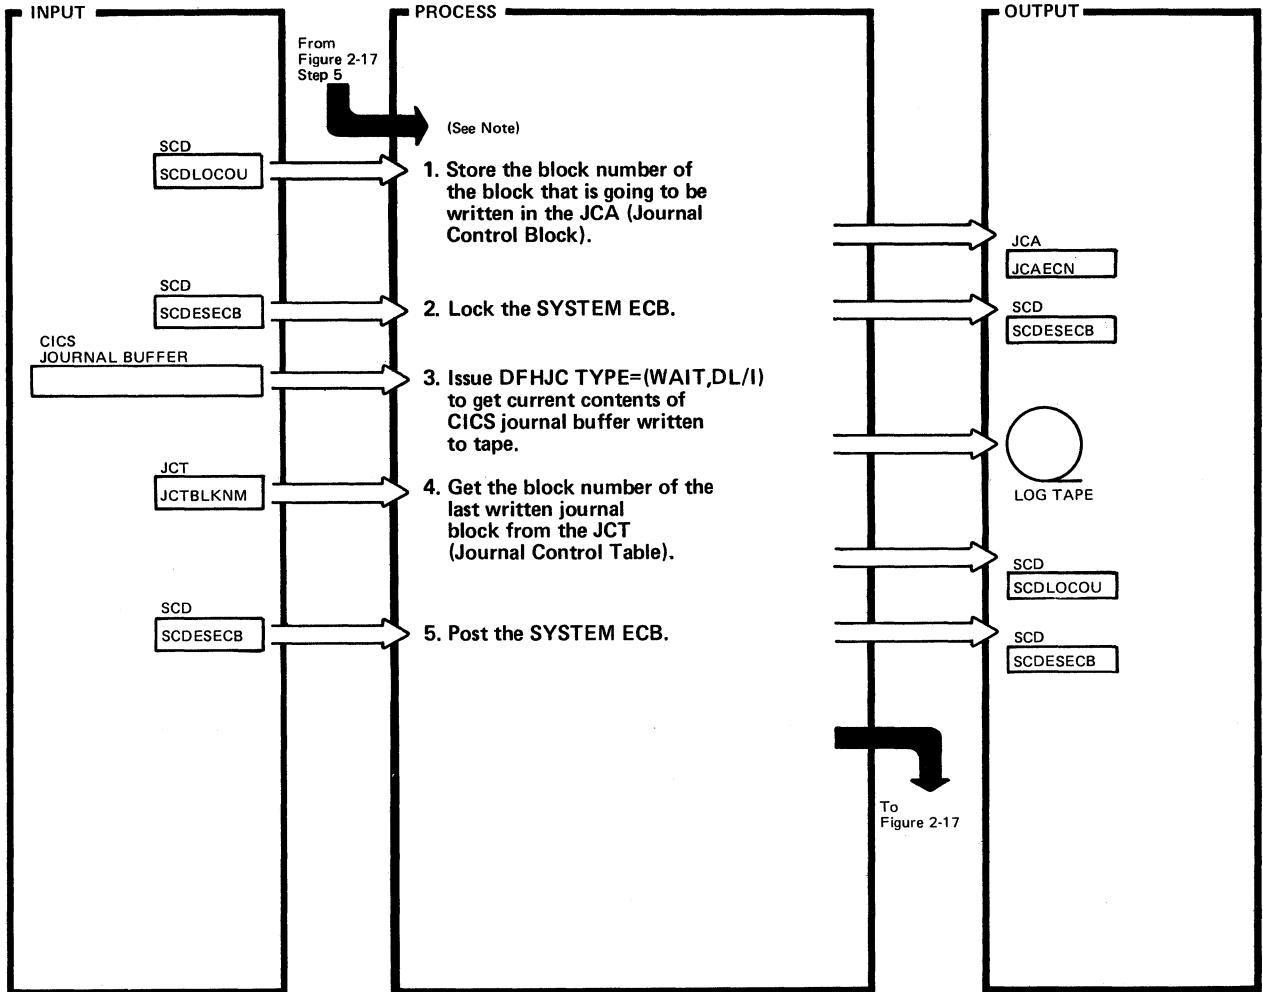 INPUT
PROCESS
OUTPUT
From
Figure 2-17
Step 5
(See Note)
SCD
SCDLOCOU
1. Store the block number of
the block that is going to be
written in the JCA (Journal
Control Block).
JCA
JCAECN
SCD
SCDESECB
2. Lock the SYSTEM ECB.
SCD
SCDESECB
CICS
JOURNAL BUFFER
3. Issue DFHJC TYPE=(WAIT,DL/I)
to get current contents of
CICS journal buffer written
to tape.
LOG TAPE
JCT
JCTBLKNM
4. Get the block number of the
last written journal
block from the JCT
(Journal Control Table).
SCD
SCDLOCOU
SCD
SCDESECB
5. Post the SYSTEM ECB.
SCD
SCDESECB
To
Figure 2-17